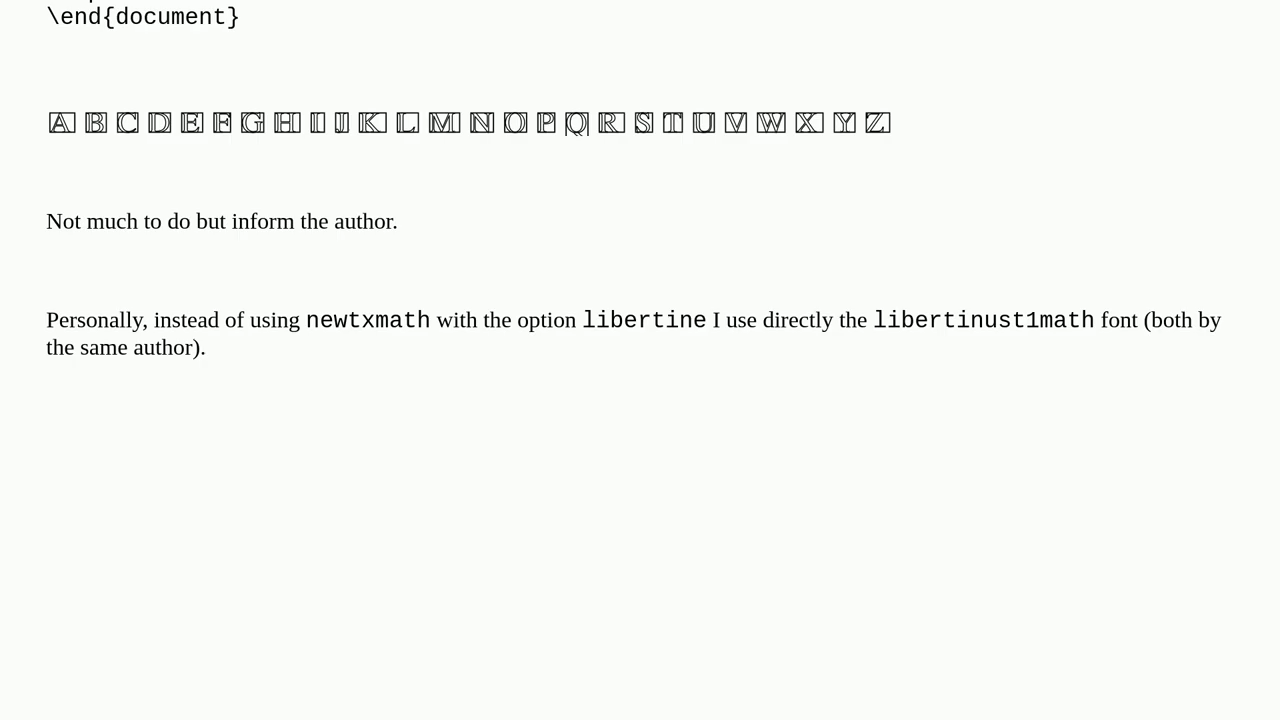 \end{document}
A B C D E F G H I J K L M N O P Q R S T U V W X Y Z
Not much to do but inform the author.
Personally, instead of using newtxmath with the option libertine I use directly the libertinust1math font (both by
the same author).